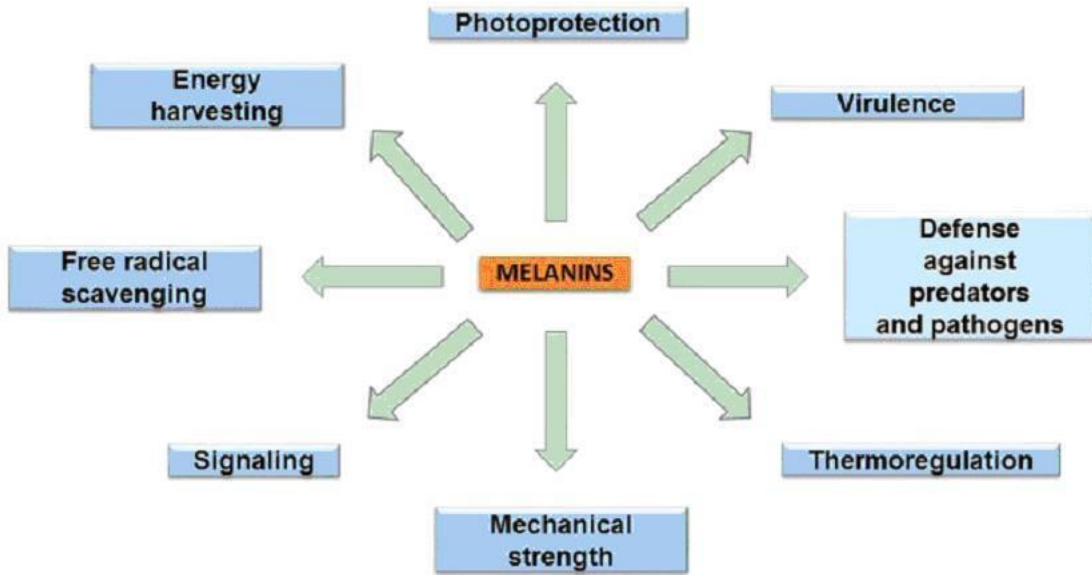 Photoprotection
Energy
harvesting
Virulence
Free radical
scavenging
MELANINS
Defense
against
predators
and pathogens
Signaling
Mechanical
strength
Thermoregulation